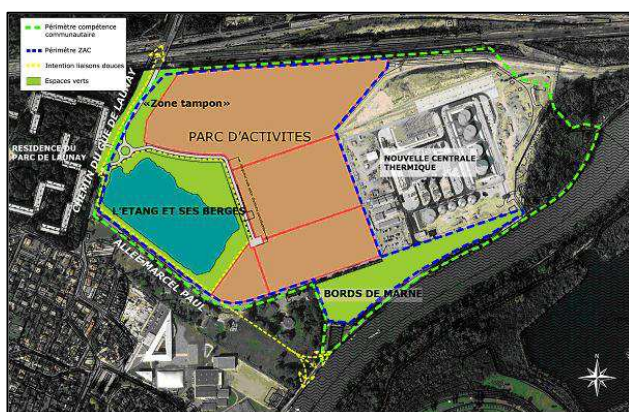 Périmètre compétence
communautaire
Périmètre ZAC
Intention liaisons douces
Espaces verts
«Zone tampon»
PARC D'ACTIVITES
RESIDENCE DU
PARC DE LAUNAY
CHEMIN DU GUE DE LAUNAY
NOUVELLE CENTRALE
THERMIQUE
L'ETANG ET SES BERGES
ALLEE MARCEL PAUL
BORDS DE MARNE
N